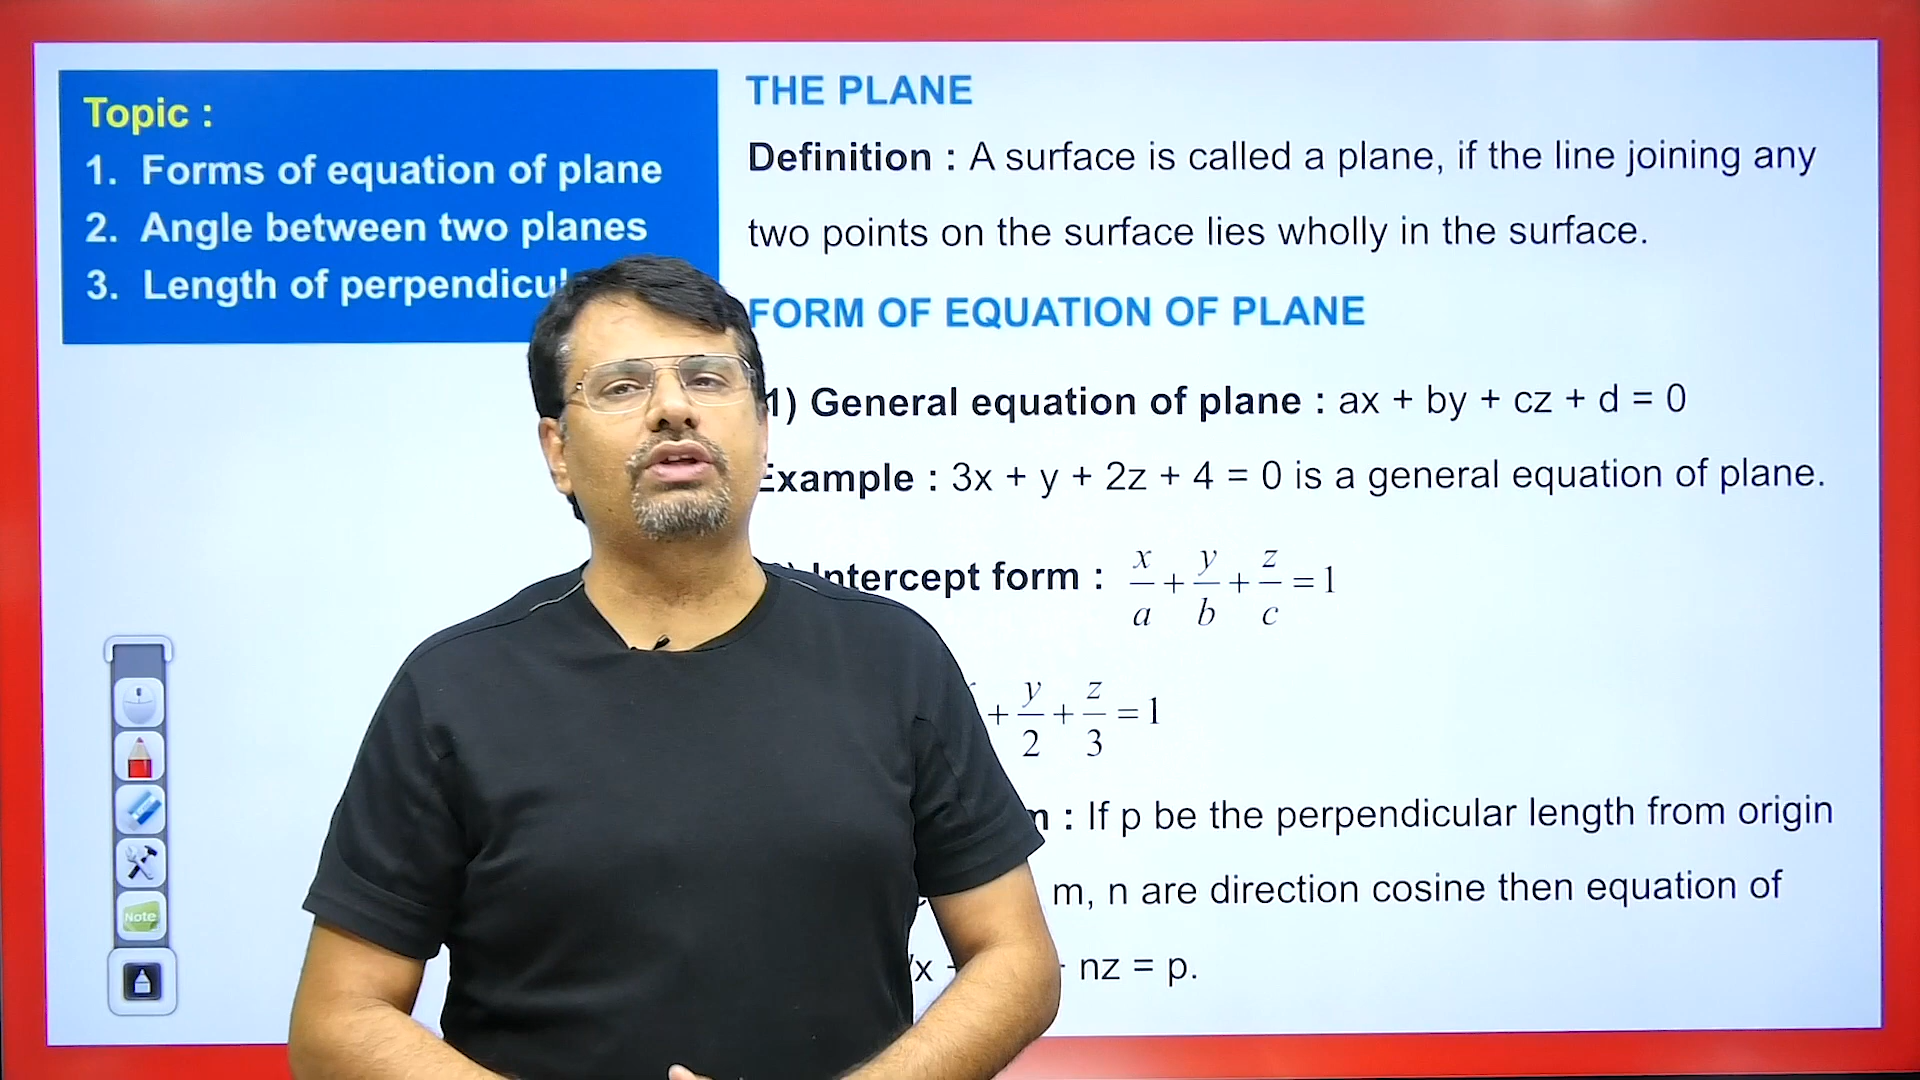 Topic :
1. Forms of equation of plane
2. Angle between two planes
3. Length of
THE PLANE
Definition : A surface is called a plane, if the line joining any
two points on the surface lies wholly in the surface.
FORM OF EQUATION OF PLANE
1) General equation of plane : ax + by + cz + d = 0
Example : 3x + y + 2z + 4 = 0 is a general equation of plane.
Intercept form : x/a + y/b + z/c = 1
+ y/2 + z/3 = 1
: If p be the perpendicular length from origin
m, n are direction cosine then equation of
nz = p.
Note